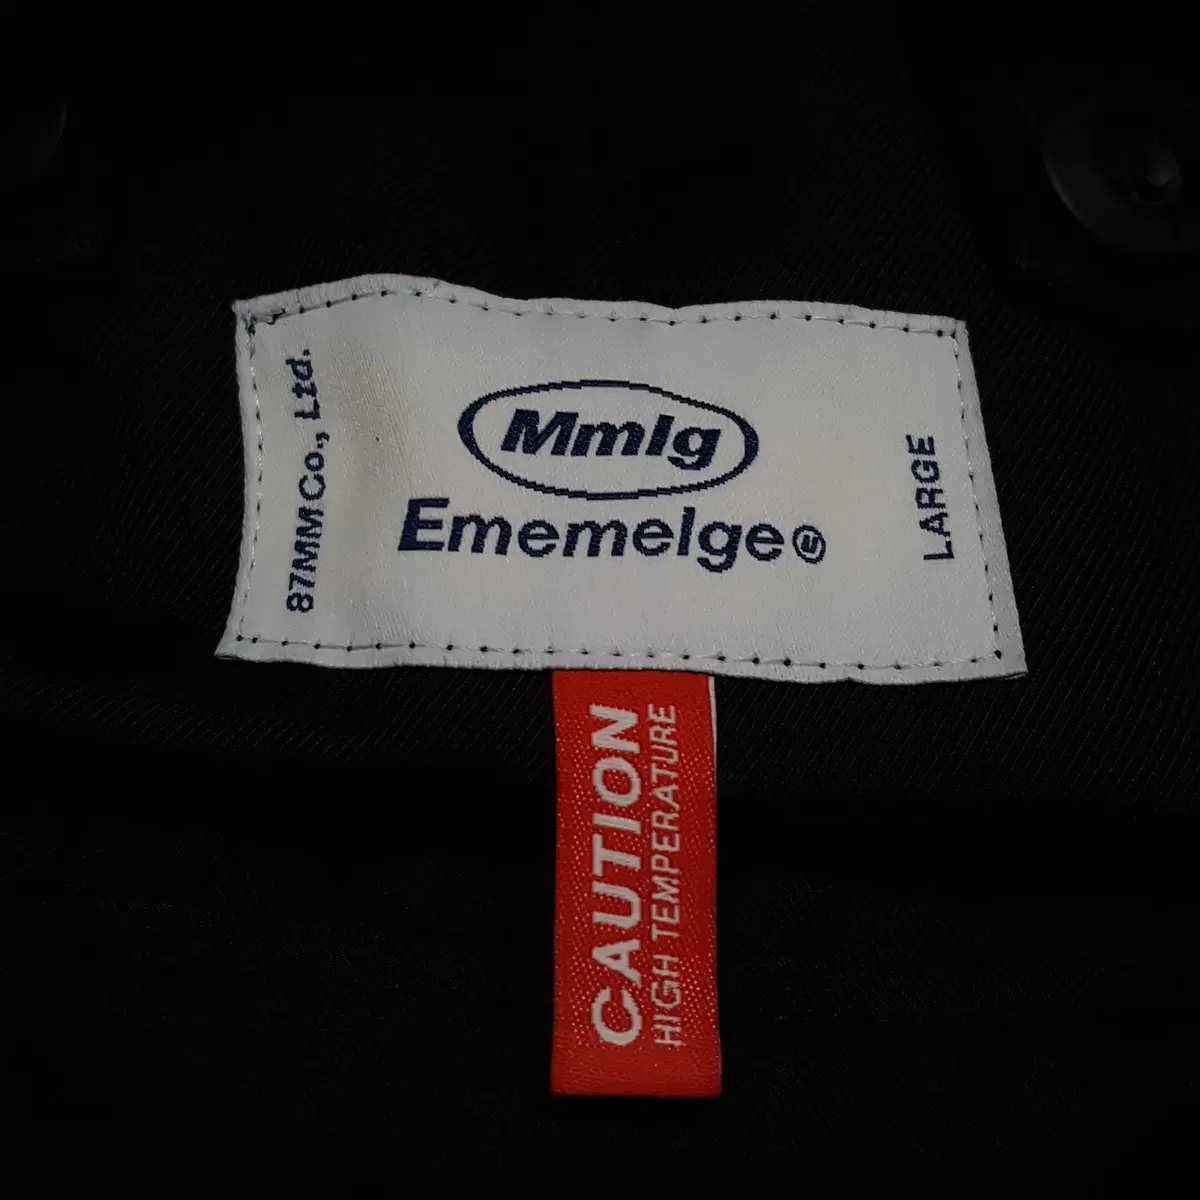 87MM Co., Ltd.
Mmlg
Ememelge
LARGE
CAUTION
HIGH TEMPERATURE